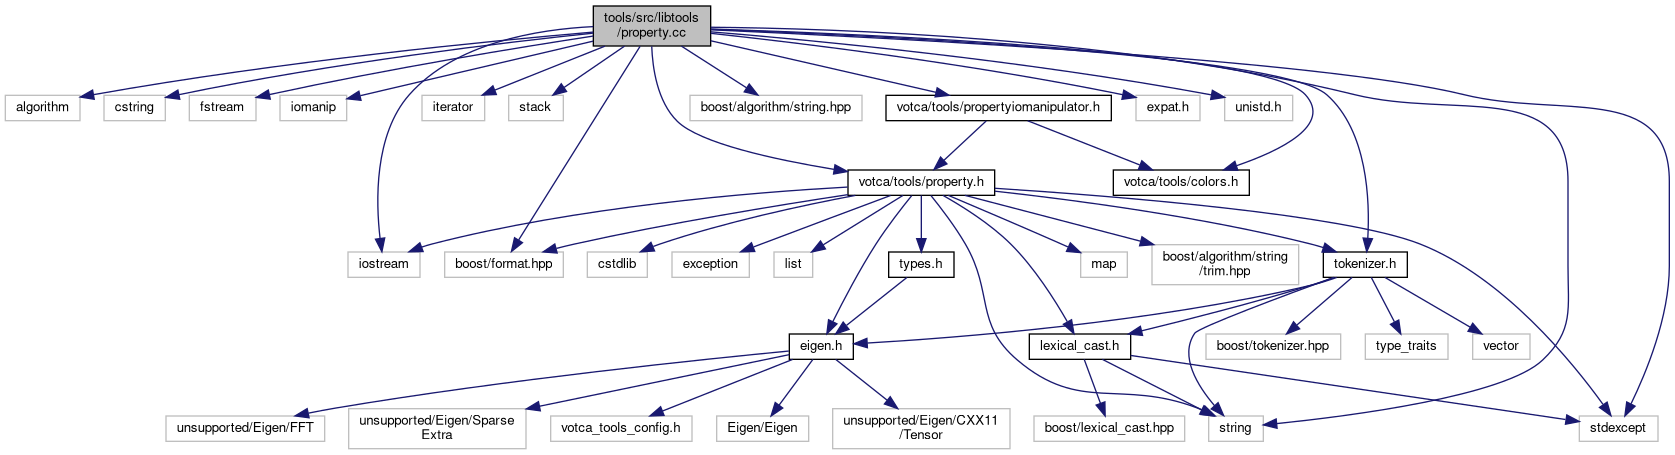 tools/src/libtools
/property.cc
algorithm
cstring
fstream
iomanip
iterator
stack
boost/algorithm/string.hpp
votca/tools/propertyiomanipulator.h
expat.h
unistd.h
votca/tools/property.h
votca/tools/colors.h
iostream
boost/format.hpp
cstdlib
exception
list
types.h
map
boost/algorithm/string
/trim.hpp
tokenizer.h
eigen.h
lexical_cast.h
boost/tokenizer.hpp
type_traits
vector
unsupported/Eigen/FFT
unsupported/Eigen/Sparse
Extra
votca_tools_config.h
Eigen/Eigen
unsupported/Eigen/CXX11
/Tensor
boost/lexical_cast.hpp
string
stdexcept